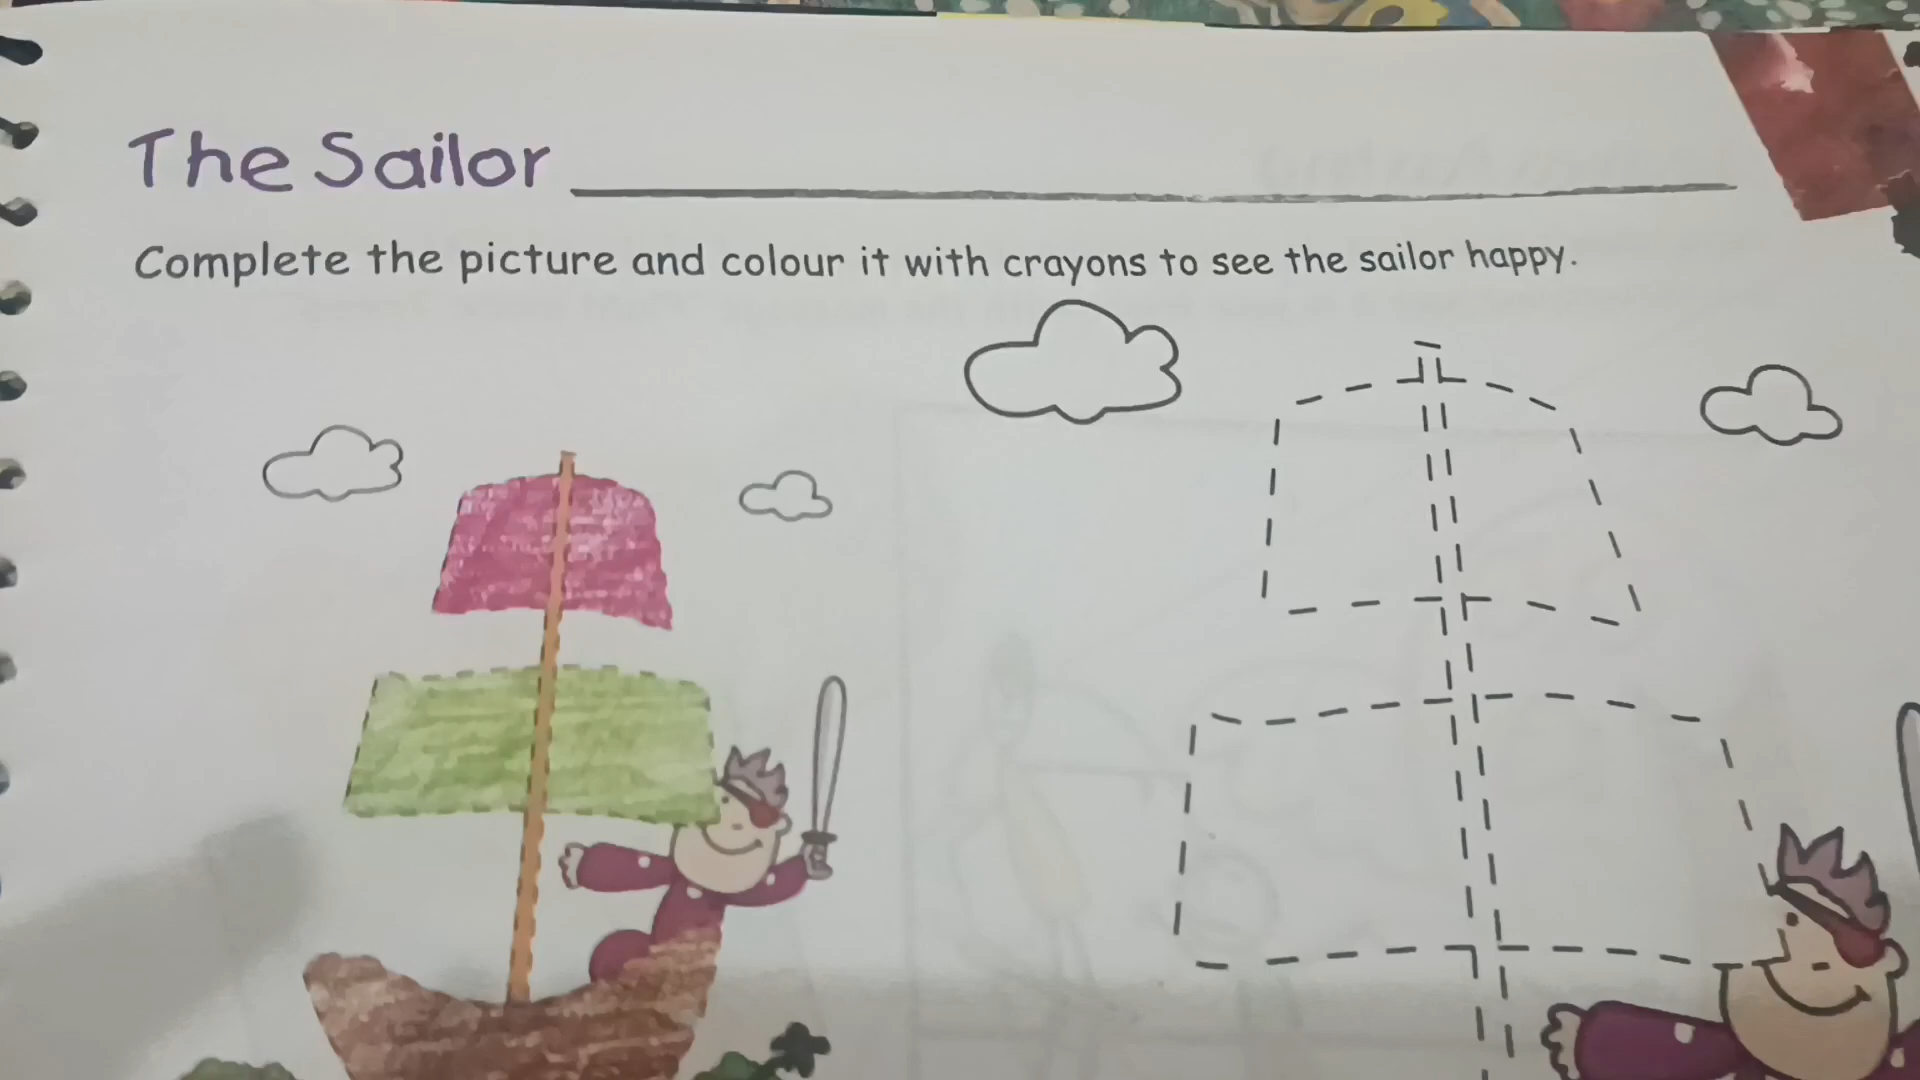 The Sailor
Complete the picture and colour it with crayons to see the sailor happy.